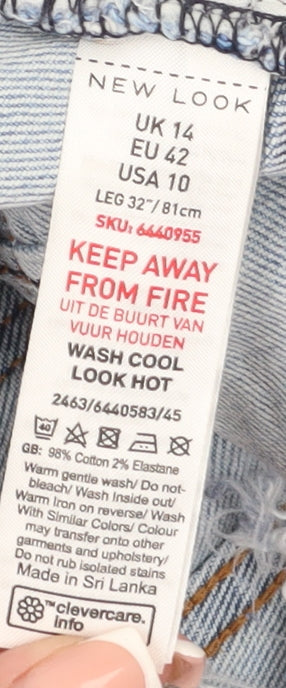 NEW LOOK
UK 14
EU 42
USA 10
LEG 32"/81cm
SKU: 6640955
KEEP AWAY
FROM FIRE
UIT DE BUURT VAN
VUUR HOUDEN
WASH COOL
LOOK HOT
2463/6440583/45
40
GB: 98% Cotton 2% Elastane
Warm gentle wash/ Do not-
bleach/ Wash Inside out/
Warm Iron on reverse/ Wash
With Similar Colors/ Colour
may transfer onto other
garments and upholstery/
Do not rub isolated stains
Made in Sri Lanka
™clevercare.
info